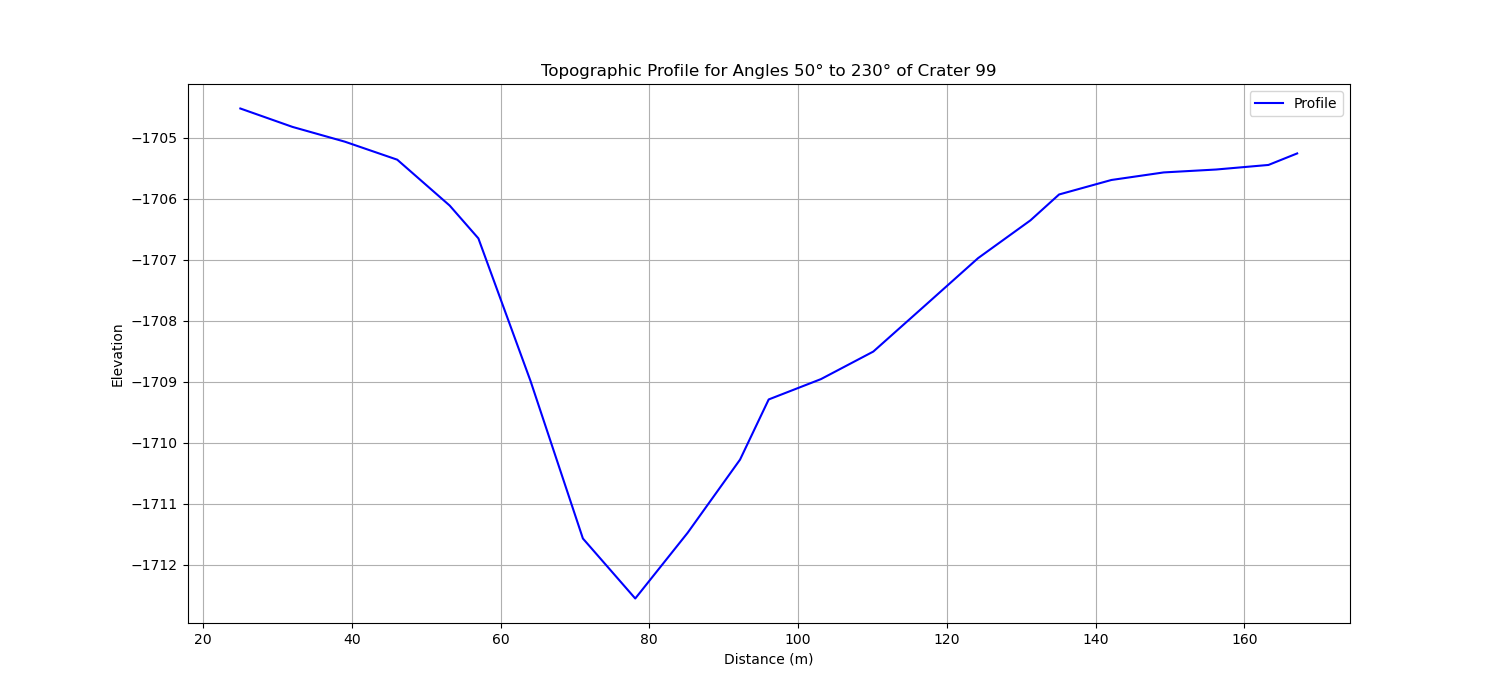 Topographic Profile for Angles 50° to 230° of Crater 99
Profile
Elevation
−1705
−1706
−1707
−1708
−1709
−1710
−1711
−1712
20 40 60 80 100 120 140 160
Distance (m)